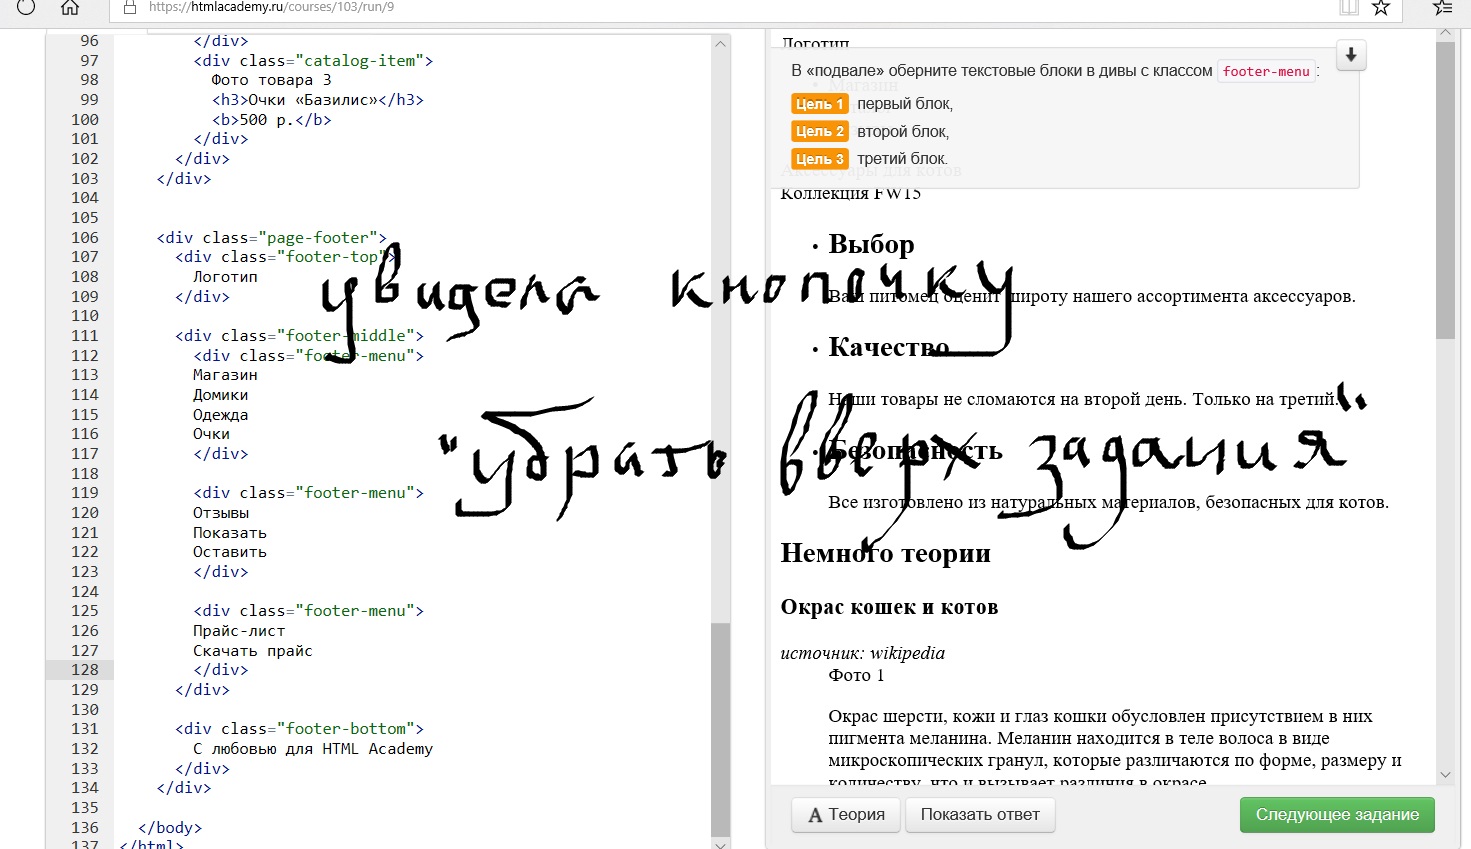 https://htmlacademy.ru/courses/103/run/9
96 </div>
97 <div class="catalog-item">
98 Фото товара 3
99 <h3>Очки «Базилис»</h3>
100 <b>500 р.</b>
101 </div>
102 </div>
103 </div>
104
105
106 <div class="page-footer">
107 <div class="footer-top">
108 Логотип
109 </div>
110
111 <div class="footer-middle">
112 <div class="footer-menu">
113 Магазин
114 Домики
115 Одежда
116 Очки
117 </div>
118
119 <div class="footer-menu">
120 Отзывы
121 Показать
122 Оставить
123 </div>
124
125 <div class="footer-menu">
126 Прайс-лист
127 Скачать прайс
128 </div>
129 </div>
130
131 <div class="footer-bottom">
132 С любовью для HTML Academy
133 </div>
134 </div>
135
136 </body>
137 </html>
увидела кнопочку
"убрать вверх задания"
Логотип
В «подвале» оберните текстовые блоки в дивы с классом footer-menu:
Магазин
Цель 1 первый блок,
Цель 2 второй блок,
Цель 3 третий блок.
Аксессуары для котов
Коллекция FW15
• Выбор
Ваш питомец оценит широту нашего ассортимента аксессуаров.
• Качество
Наши товары не сломаются на второй день. Только на третий.
• Безопасность
Все изготовлено из натуральных материалов, безопасных для котов.
Немного теории
Окрас кошек и котов
источник: wikipedia
Фото 1
Окрас шерсти, кожи и глаз кошки обусловлен присутствием в них
пигмента меланина. Меланин находится в теле волоса в виде
микроскопических гранул, которые различаются по форме, размеру и
количеству, что и вызывает различия в окрасе.
Теория
Показать ответ
Следующее задание